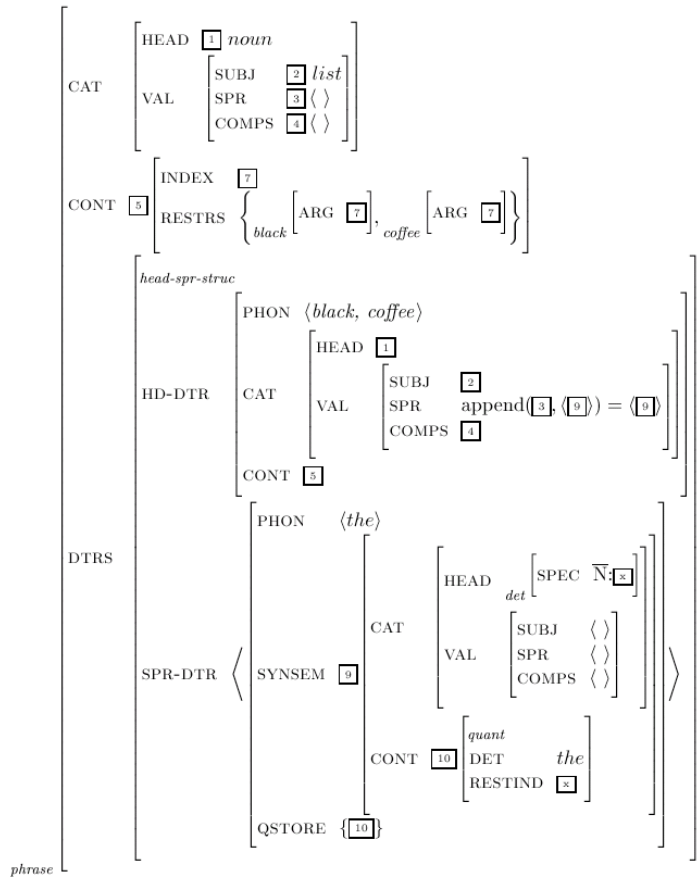 HEAD 1 noun
SUBJ 2 list
CAT VAL SPR 3 ⟨ ⟩
COMPS 4 ⟨ ⟩
INDEX 7
CONT 5
RESTRS { black [ARG 7], coffee [ARG 7] }
head-spr-struc
PHON ⟨black, coffee⟩
HEAD 1
SUBJ 2
HD-DTR CAT VAL SPR append(3, ⟨9⟩) = ⟨9⟩
COMPS 4
CONT 5
PHON ⟨the⟩
DTRS
HEAD det [SPEC N̅:x]
CAT
SUBJ ⟨ ⟩
VAL SPR ⟨ ⟩
SPR-DTR ⟨ SYNSEM 9 ⟩
COMPS ⟨ ⟩
quant
CONT 10 DET the
RESTIND x
QSTORE {10}
phrase